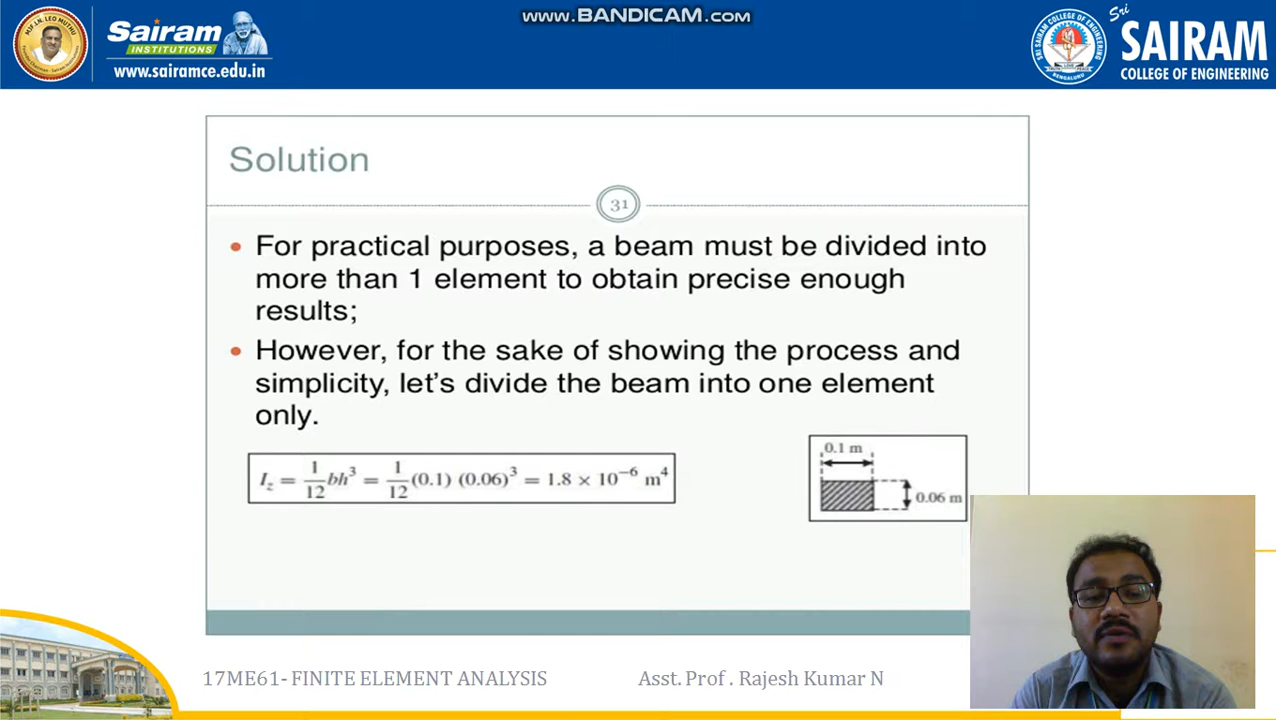 www.BANDICAM.com
Sairam
INSTITUTIONS
www.sairamce.edu.in
Sri
SAIRAM
COLLEGE OF ENGINEERING
Solution
31
• For practical purposes, a beam must be divided into
more than 1 element to obtain precise enough
results;
• However, for the sake of showing the process and
simplicity, let's divide the beam into one element
only.
I_z = 1/12 bh³ = 1/12 (0.1) (0.06)³ = 1.8 × 10⁻⁶ m⁴
0.1 m
0.06 m
17ME61- FINITE ELEMENT ANALYSIS
Asst. Prof . Rajesh Kumar N